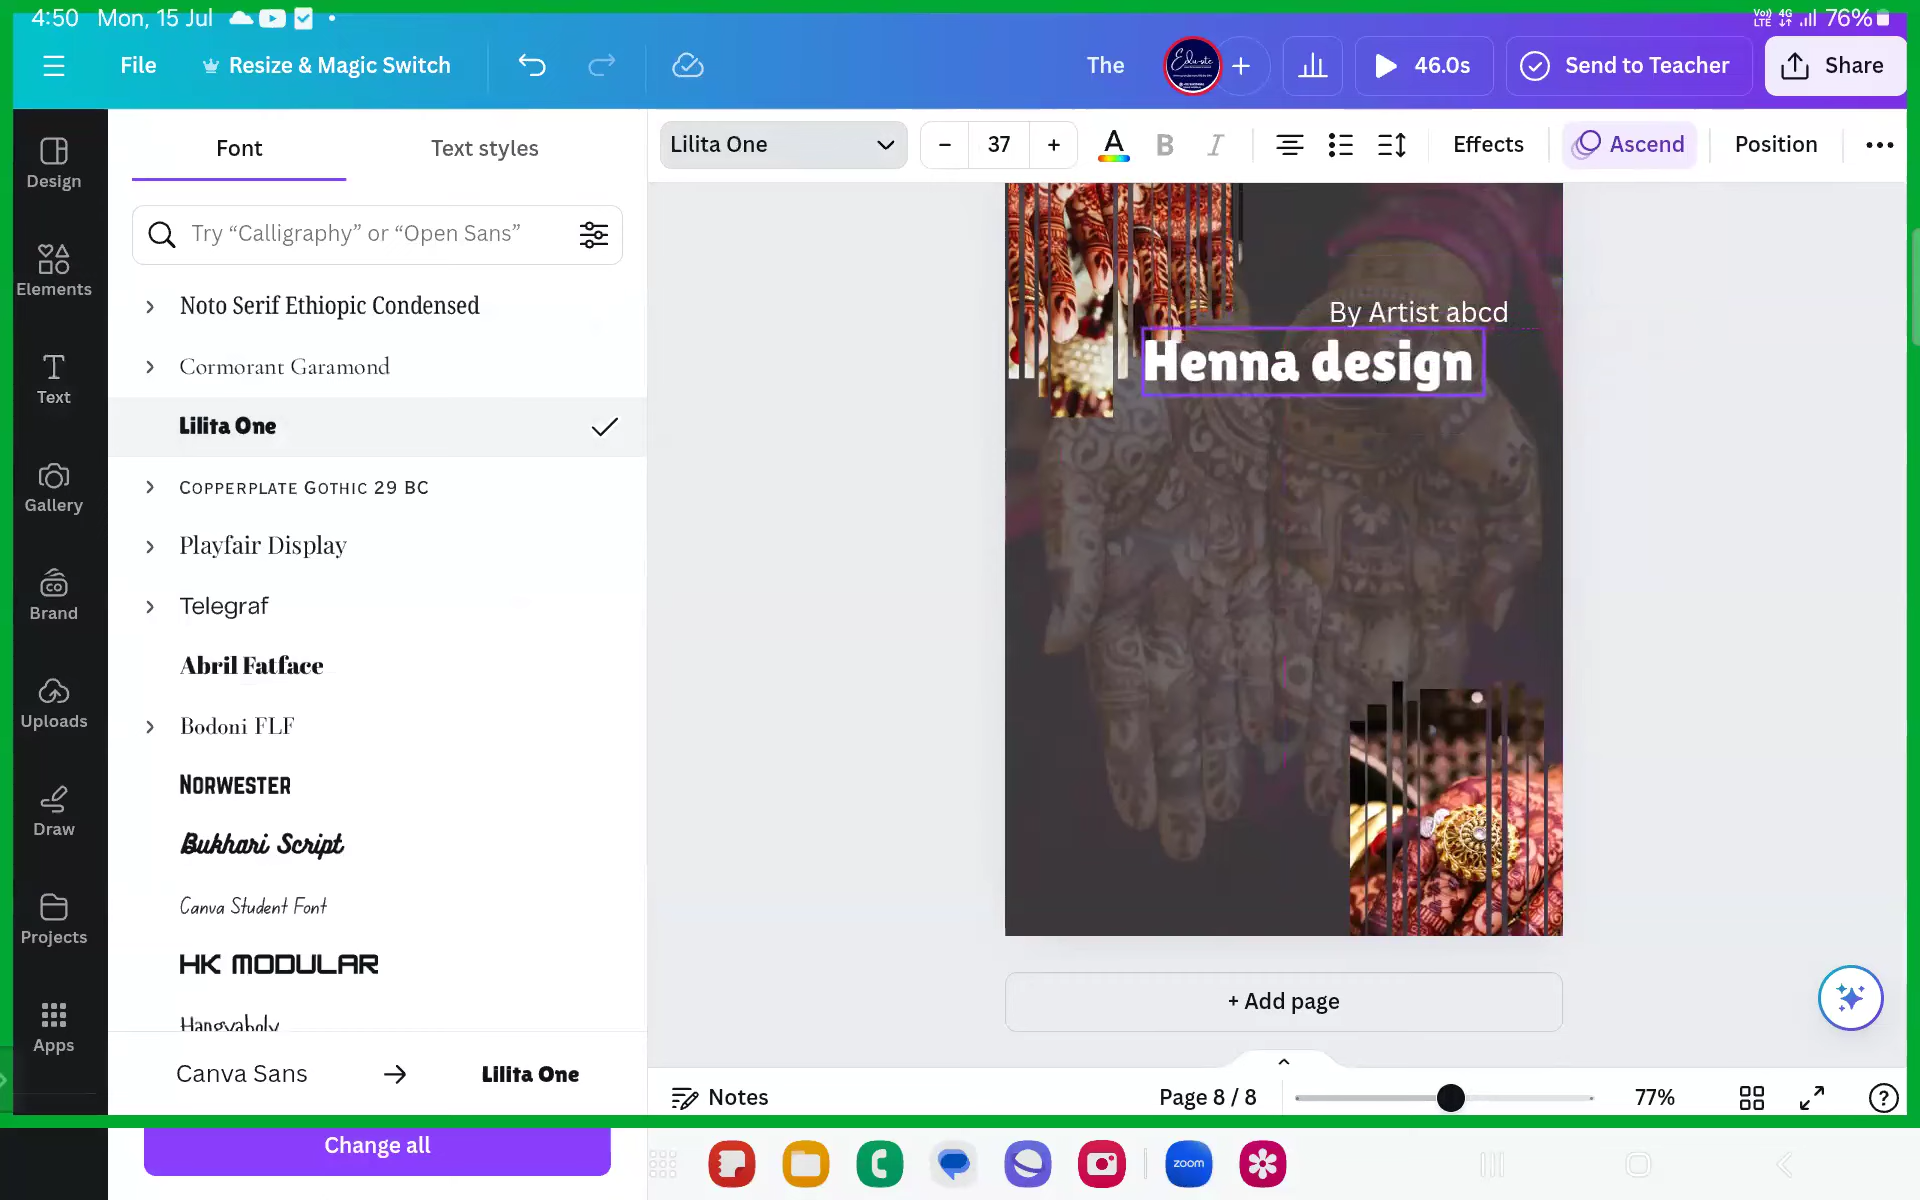 4:50 Mon, 15 Jul
Vo)) LTE 4G 76%
File
Resize & Magic Switch
The
46.0s
Send to Teacher
Share
Design
Elements
Text
Gallery
Brand
Uploads
Draw
Projects
Apps
Font
Text styles
Try “Calligraphy” or “Open Sans”
Noto Serif Ethiopic Condensed
Cormorant Garamond
Lilita One
Copperplate Gothic 29 BC
Playfair Display
Telegraf
Abril Fatface
Bodoni FLF
Norwester
Bukhari Script
Canva Student Font
HK MODULAR
Hangyaboly
Canva Sans
Lilita One
Change all
Lilita One
– 37 +
A B I
Effects
Ascend
Position
By Artist abcd
Henna design
+ Add page
Notes
Page 8 / 8
77%
zoom